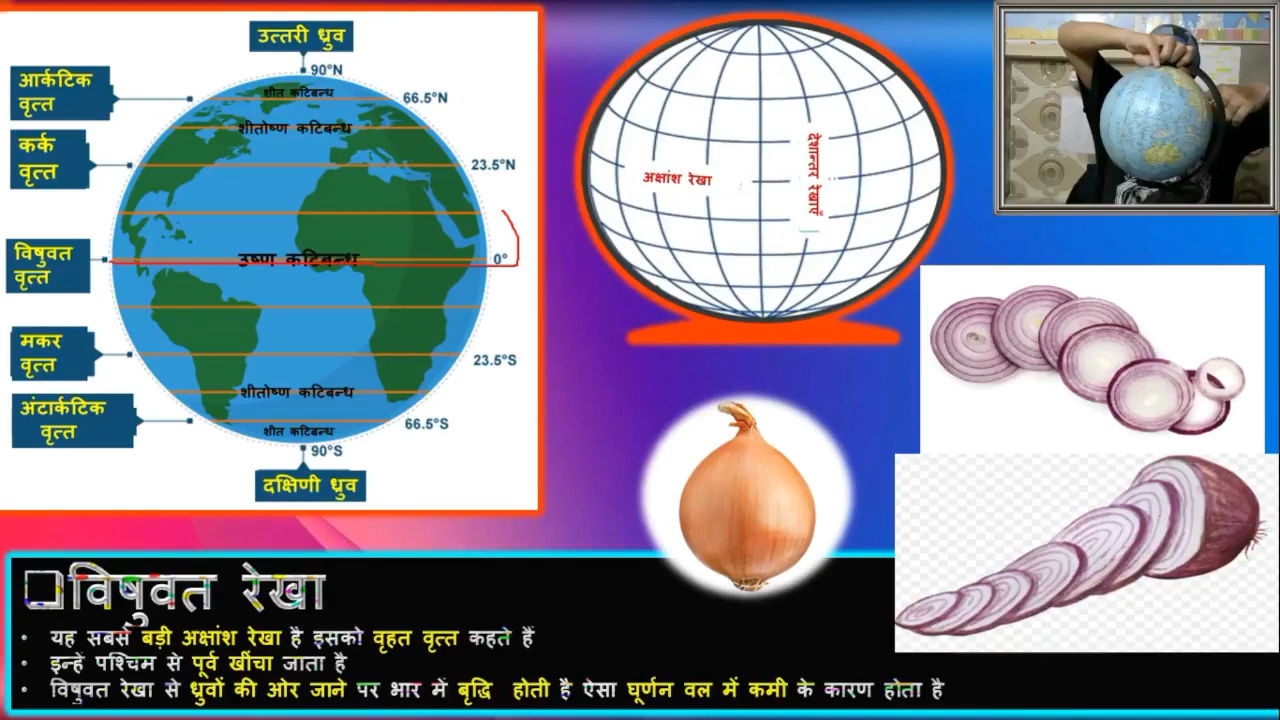 उत्तरी ध्रुव
90°N
आर्कटिक
वृत्त
शीत कटिबन्ध
66.5°N
शीतोष्ण कटिबन्ध
कर्क
वृत्त
23.5°N
विषुवत
वृत्त
उष्ण कटिबन्ध
0°
मकर
वृत्त
23.5°S
शीतोष्ण कटिबन्ध
अंटार्कटिक
वृत्त
66.5°S
शीत कटिबन्ध
90°S
दक्षिणी ध्रुव
अक्षांश रेखा
देशान्तर रेखाएँ
विषुवत रेखा
• यह सबसे बड़ी अक्षांश रेखा है इसको वृहत वृत्त कहते हैं
• इन्हें पश्चिम से पूर्व खींचा जाता है
• विषुवत रेखा से ध्रुवों की ओर जाने पर भार में बृद्धि होती है ऐसा घूर्णन वल में कमी के कारण होता है